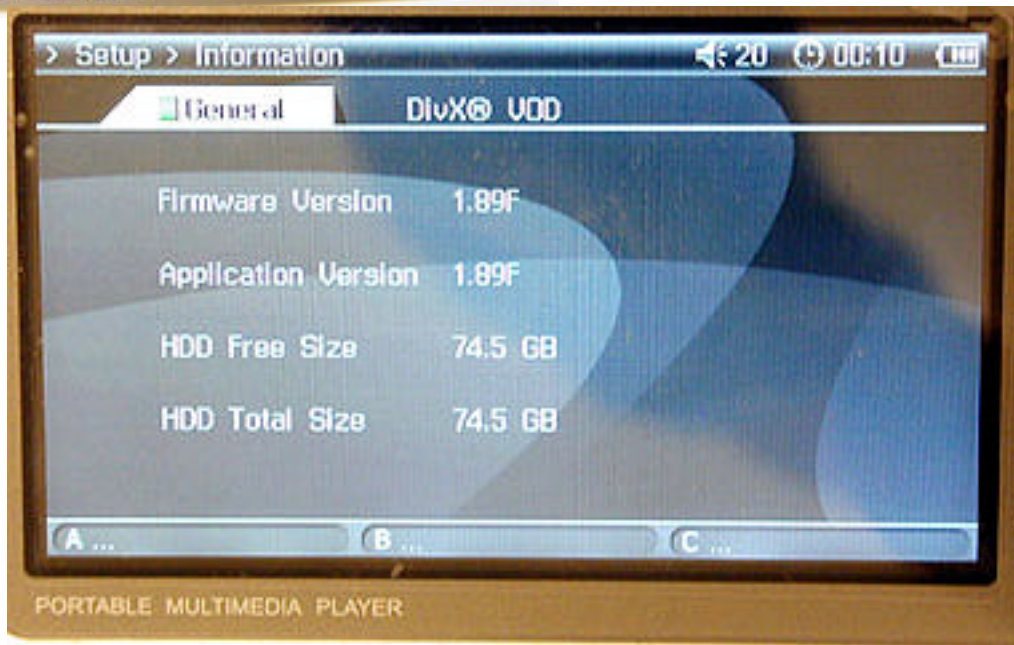 > Setup > Information 20 00:10
General DivX® VOD
Firmware Version 1.89F
Application Version 1.89F
HDD Free Size 74.5 GB
HDD Total Size 74.5 GB
A ... B ... C ...
PORTABLE MULTIMEDIA PLAYER